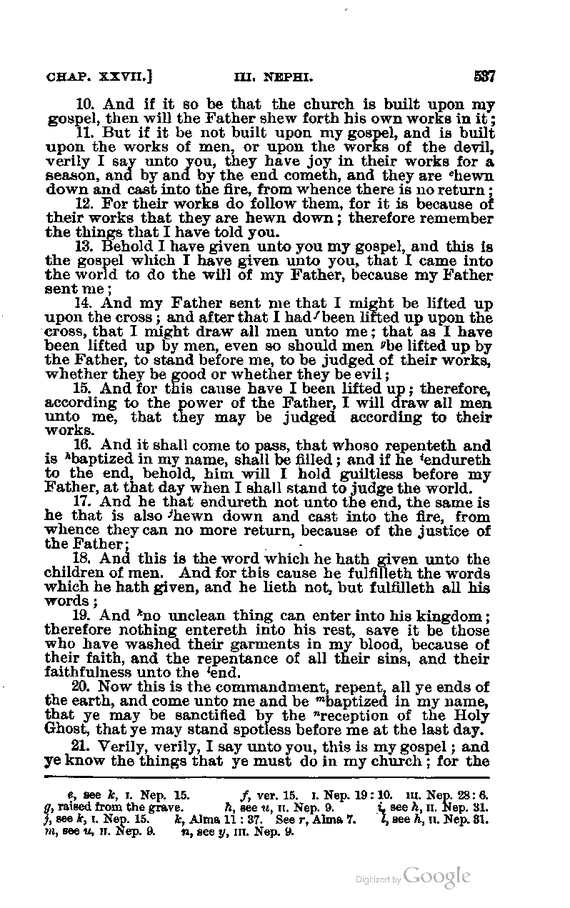 CHAP. XXVII.] III. NEPHI. 537
10. And if it so be that the church is built upon my
gospel, then will the Father shew forth his own works in it;
11. But if it be not built upon my gospel, and is built
upon the works of men, or upon the works of the devil,
verily I say unto you, they have joy in their works for a
season, and by and by the end cometh, and they are ᵉhewn
down and cast into the fire, from whence there is no return;
12. For their works do follow them, for it is because of
their works that they are hewn down; therefore remember
the things that I have told you.
13. Behold I have given unto you my gospel, and this is
the gospel which I have given unto you, that I came into
the world to do the will of my Father, because my Father
sent me;
14. And my Father sent me that I might be lifted up
upon the cross; and after that I had ᶠbeen lifted up upon the
cross, that I might draw all men unto me; that as I have
been lifted up by men, even so should men ᵍbe lifted up by
the Father, to stand before me, to be judged of their works,
whether they be good or whether they be evil;
15. And for this cause have I been lifted up; therefore,
according to the power of the Father, I will draw all men
unto me, that they may be judged according to their
works.
16. And it shall come to pass, that whoso repenteth and
is ʰbaptized in my name, shall be filled; and if he ⁱendureth
to the end, behold, him will I hold guiltless before my
Father, at that day when I shall stand to judge the world.
17. And he that endureth not unto the end, the same is
he that is also ʲhewn down and cast into the fire, from
whence they can no more return, because of the justice of
the Father;
18. And this is the word which he hath given unto the
children of men. And for this cause he fulfilleth the words
which he hath given, and he lieth not, but fulfilleth all his
words;
19. And ᵏno unclean thing can enter into his kingdom;
therefore nothing entereth into his rest, save it be those
who have washed their garments in my blood, because of
their faith, and the repentance of all their sins, and their
faithfulness unto the ˡend.
20. Now this is the commandment, repent, all ye ends of
the earth, and come unto me and be ᵐbaptized in my name,
that ye may be sanctified by the ⁿreception of the Holy
Ghost, that ye may stand spotless before me at the last day.
21. Verily, verily, I say unto you, this is my gospel; and
ye know the things that ye must do in my church; for the
e, see k, I. Nep. 15. f, ver. 15. I. Nep. 19:10. III. Nep. 28:6.
g, raised from the grave. h, see u, II. Nep. 9. i, see h, II. Nep. 31.
j, see k, I. Nep. 15. k, Alma 11:37. See r, Alma 7. l, see h, II. Nep. 31.
m, see u, II. Nep. 9. n, see y, III. Nep. 9.
Digitized by Google